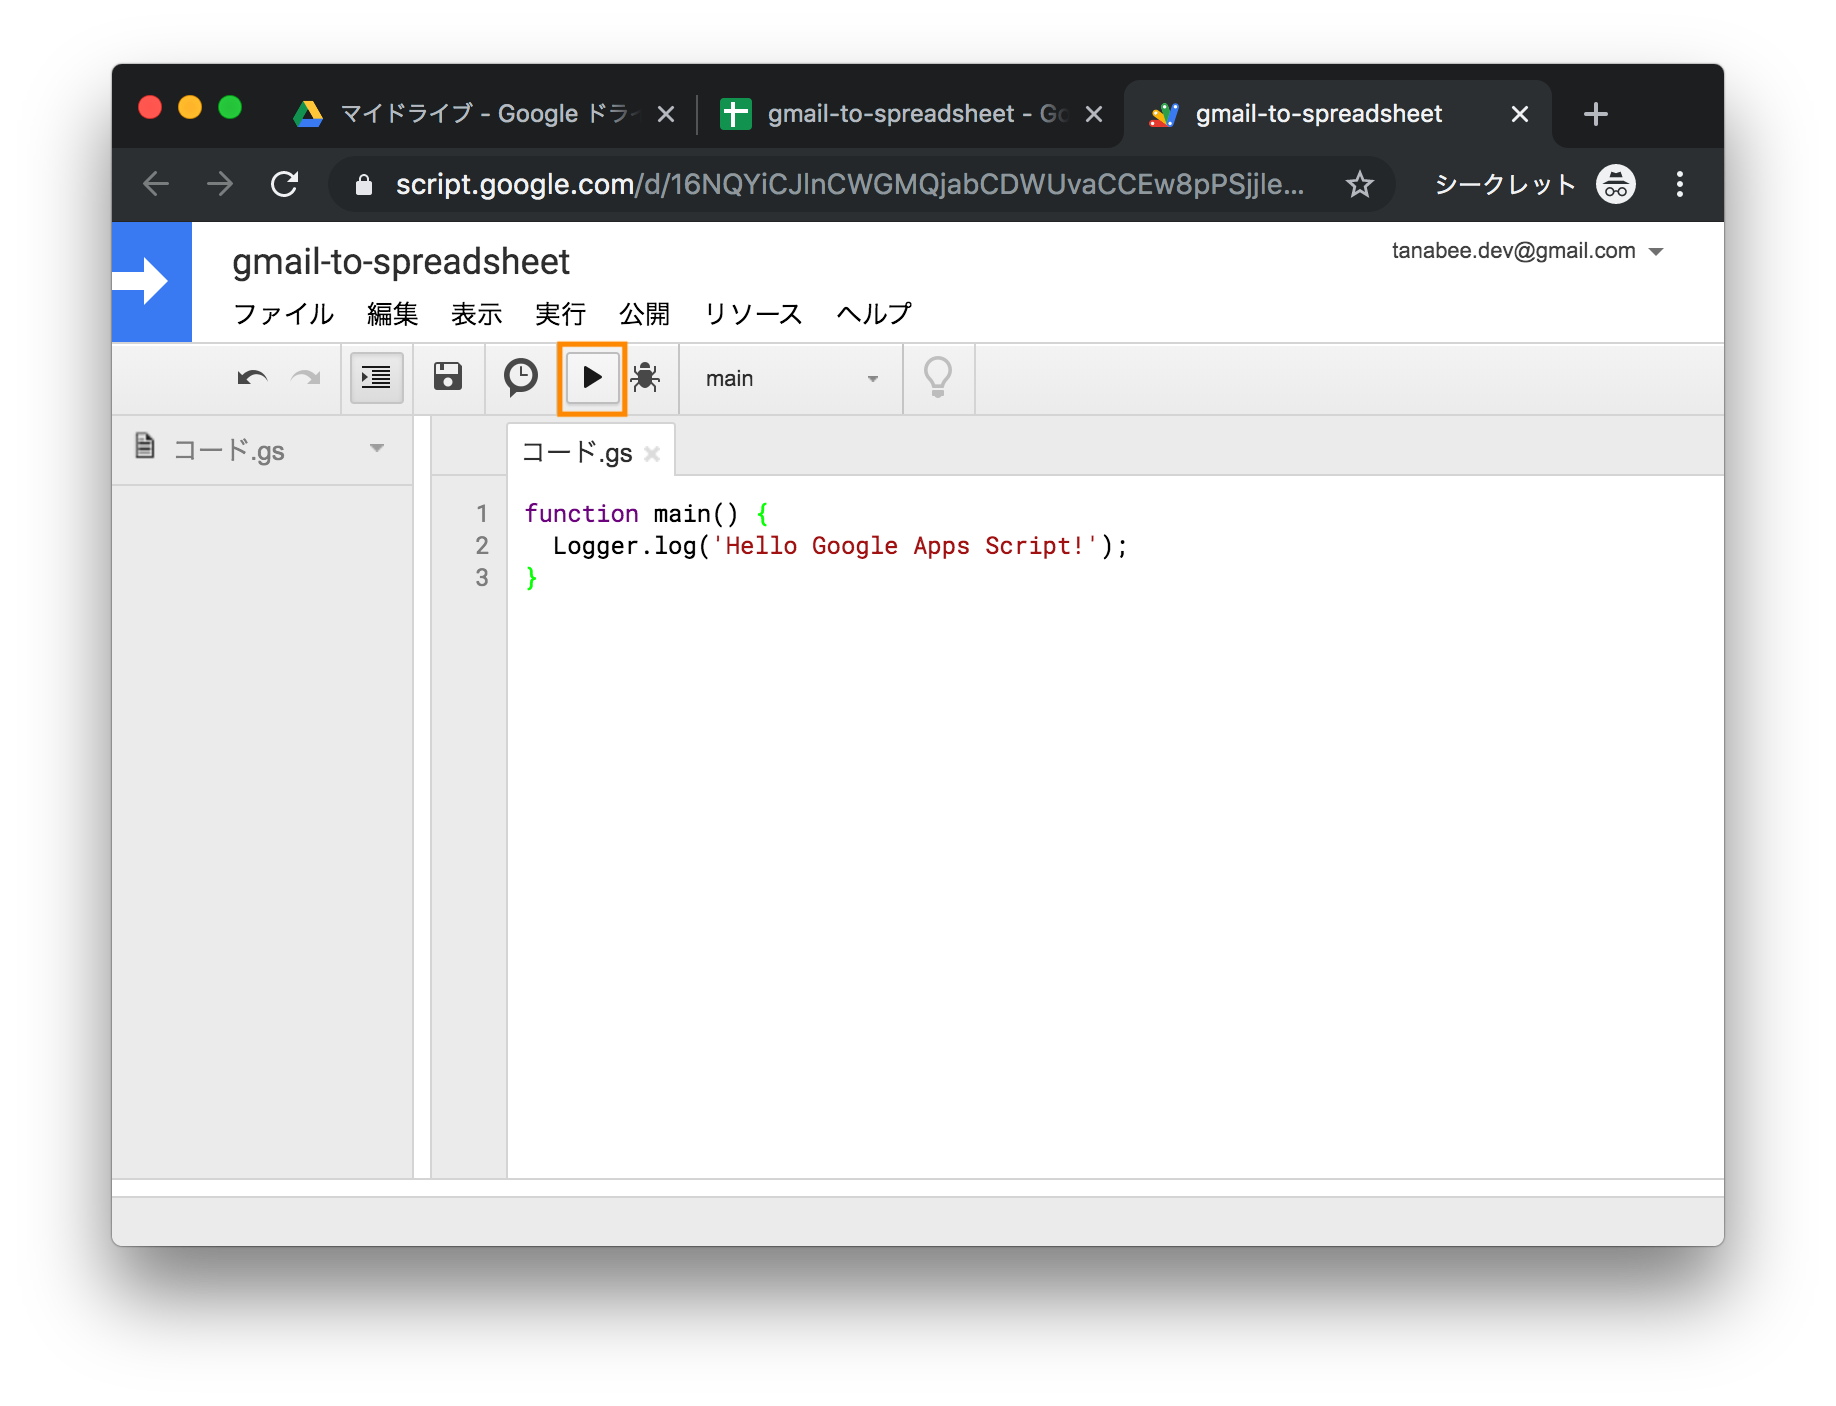 マイドライブ - Google ドラ
gmail-to-spreadsheet - Go
gmail-to-spreadsheet
script.google.com/d/16NQYiCJlnCWGMQjabCDWUvaCCEw8pPSjjle...
シークレット
gmail-to-spreadsheet
tanabee.dev@gmail.com
ファイル 編集 表示 実行 公開 リソース ヘルプ
main
コード.gs
コード.gs
1 function main() {
2 Logger.log('Hello Google Apps Script!');
3 }